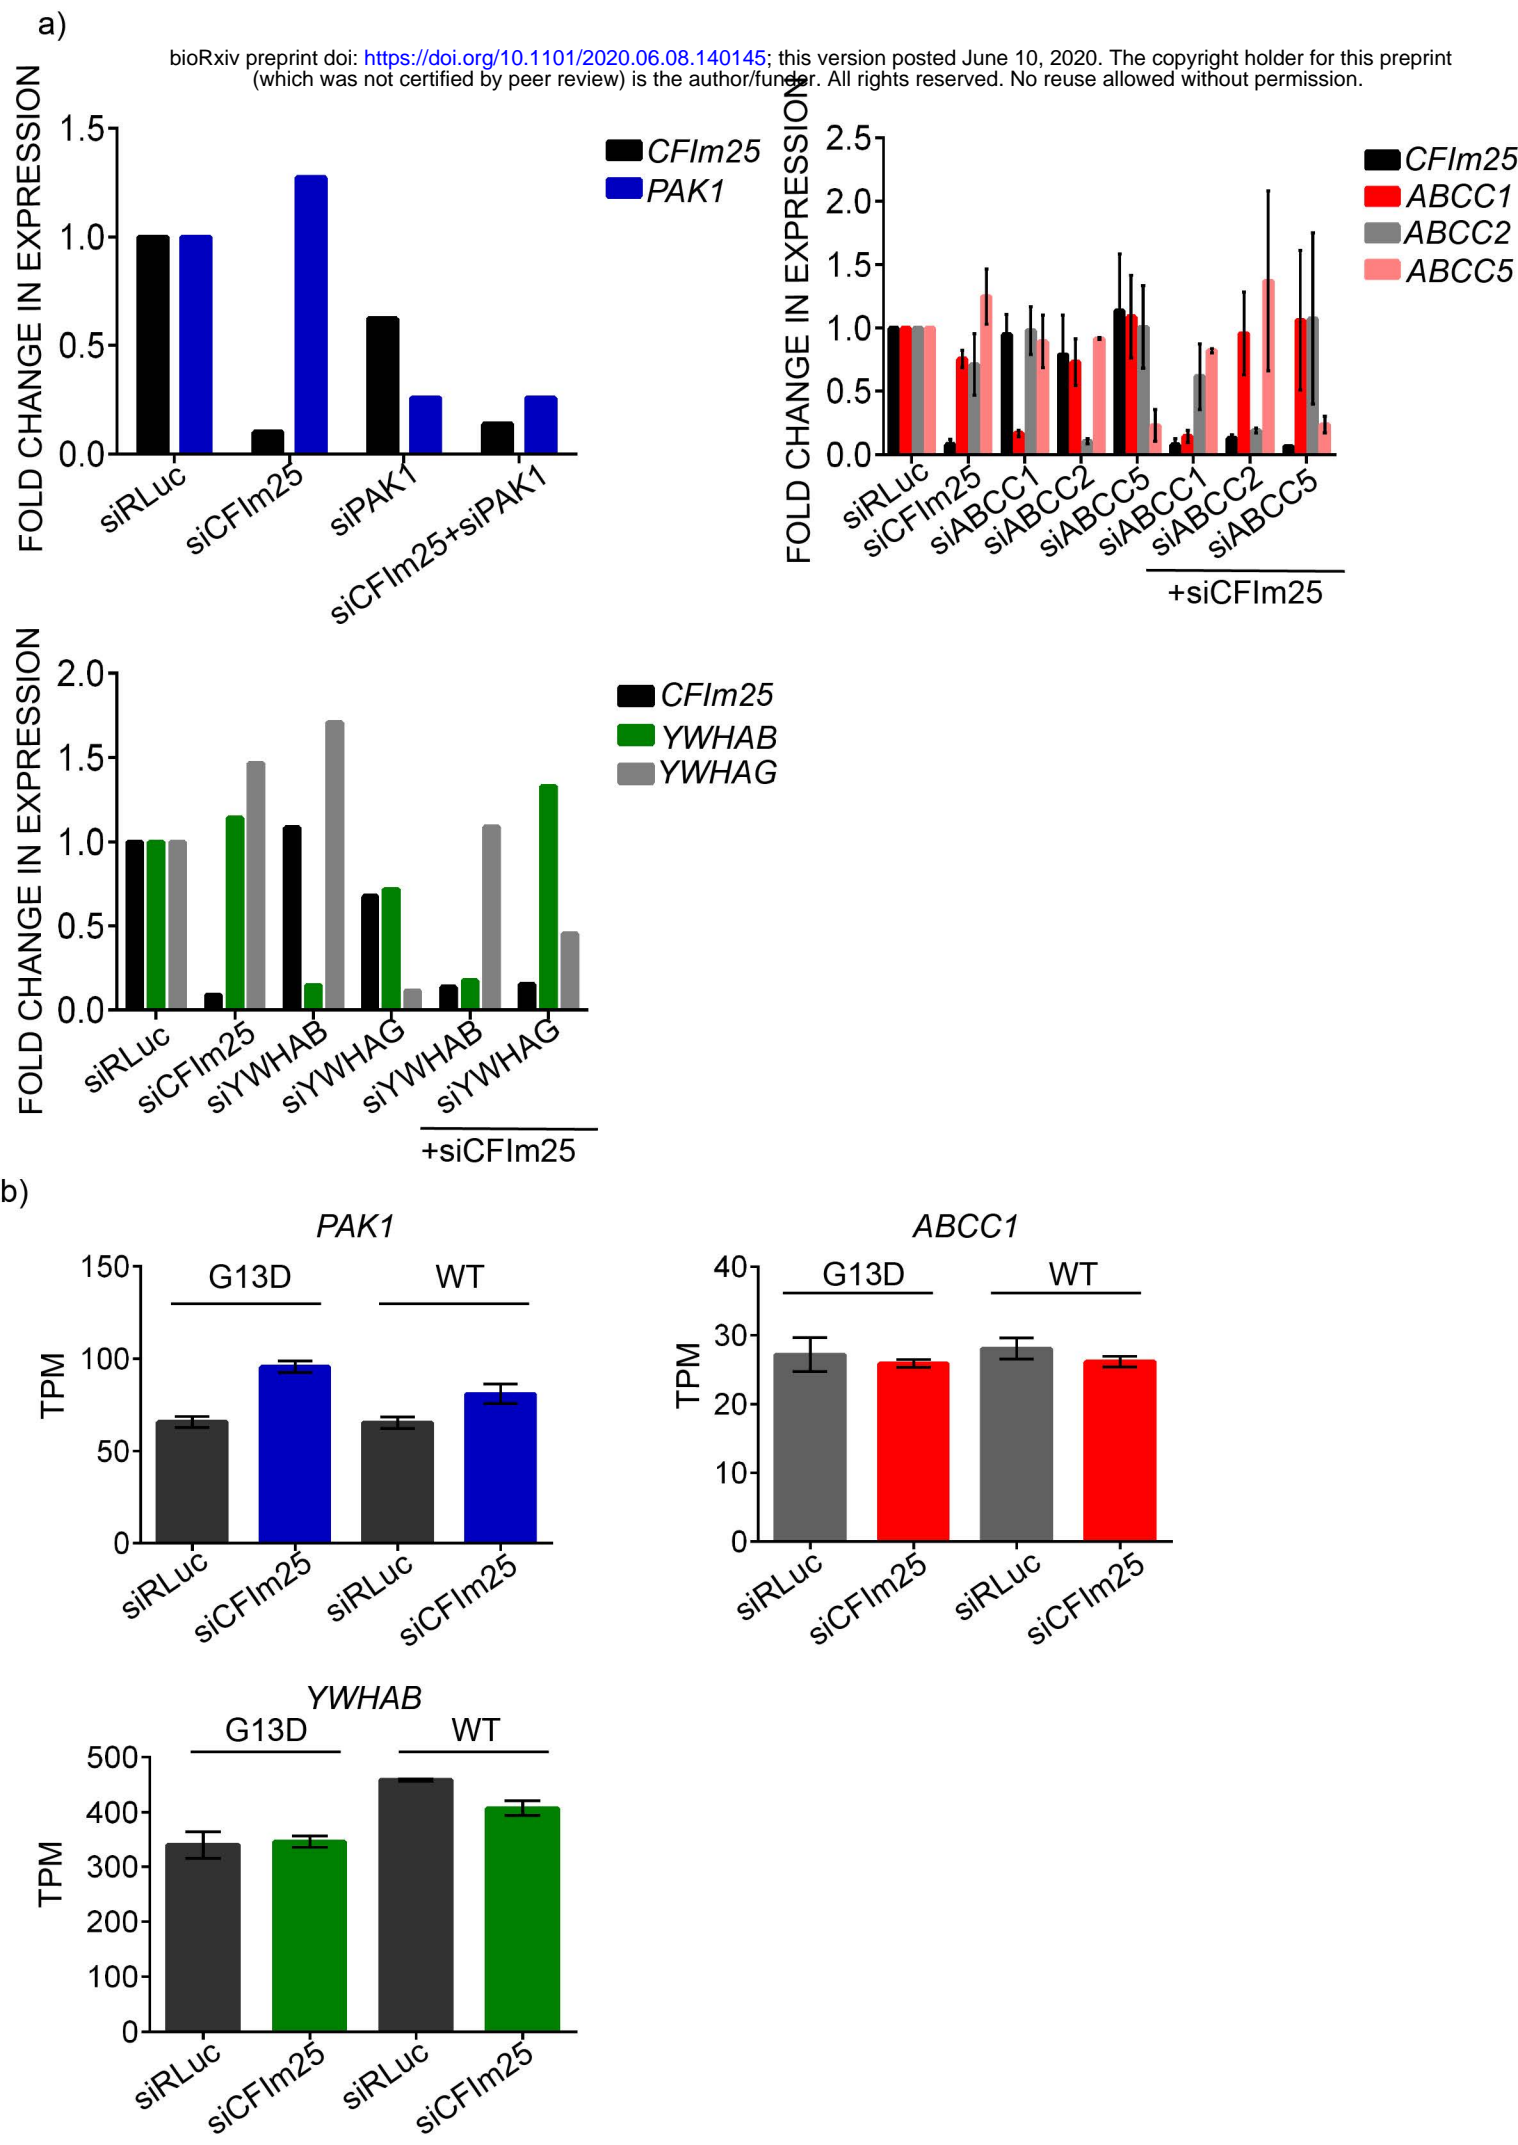 a)
bioRxiv preprint doi: https://doi.org/10.1101/2020.06.08.140145; this version posted June 10, 2020. The copyright holder for this preprint
(which was not certified by peer review) is the author/funder. All rights reserved. No reuse allowed without permission.
FOLD CHANGE IN EXPRESSION
1.5
1.0
0.5
0.0
CFIm25
PAK1
siRLuc
siCFIm25
siPAK1
siCFIm25+siPAK1
FOLD CHANGE IN EXPRESSION
2.5
2.0
1.5
1.0
0.5
0.0
CFIm25
ABCC1
ABCC2
ABCC5
siRLuc
siCFIm25
siABCC1
siABCC2
siABCC5
siABCC1
siABCC2
siABCC5
+siCFIm25
FOLD CHANGE IN EXPRESSION
2.0
1.5
1.0
0.5
0.0
CFIm25
YWHAB
YWHAG
siRLuc
siCFIm25
siYWHAB
siYWHAG
siYWHAB
siYWHAG
+siCFIm25
b)
PAK1
G13D WT
TPM
150
100
50
0
siRLuc
siCFIm25
siRLuc
siCFIm25
ABCC1
G13D WT
TPM
40
30
20
10
0
siRLuc
siCFIm25
siRLuc
siCFIm25
YWHAB
G13D WT
TPM
500
400
300
200
100
0
siRLuc
siCFIm25
siRLuc
siCFIm25